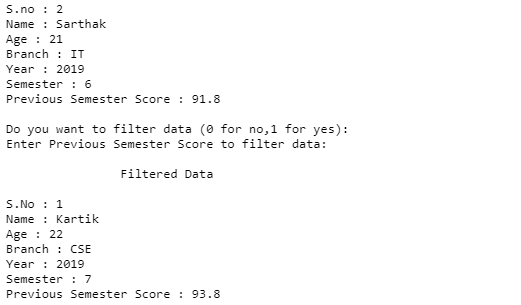 S.no : 2
Name : Sarthak
Age : 21
Branch : IT
Year : 2019
Semester : 6
Previous Semester Score : 91.8
Do you want to filter data (0 for no,1 for yes):
Enter Previous Semester Score to filter data:
Filtered Data
S.No : 1
Name : Kartik
Age : 22
Branch : CSE
Year : 2019
Semester : 7
Previous Semester Score : 93.8